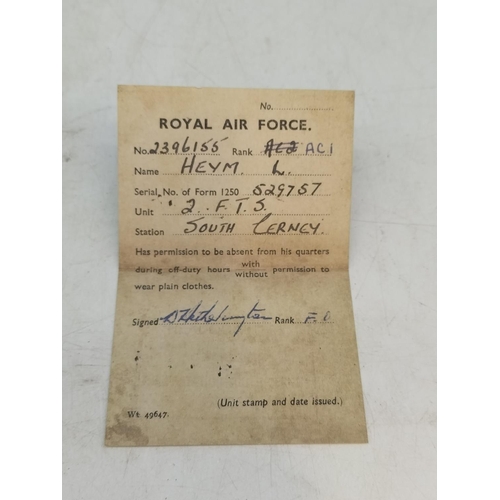 No.
ROYAL AIR FORCE.
No. 2396155 Rank AC2 AC1
Name HEYM. L.
Serial No. of Form 1250 529757
Unit 2. F.T.S.
Station SOUTH CERNEY.
Has permission to be absent from his quarters
during off-duty hours with
without permission to
wear plain clothes.
Signed Rank F.O
(Unit stamp and date issued.)
Wt 49647.